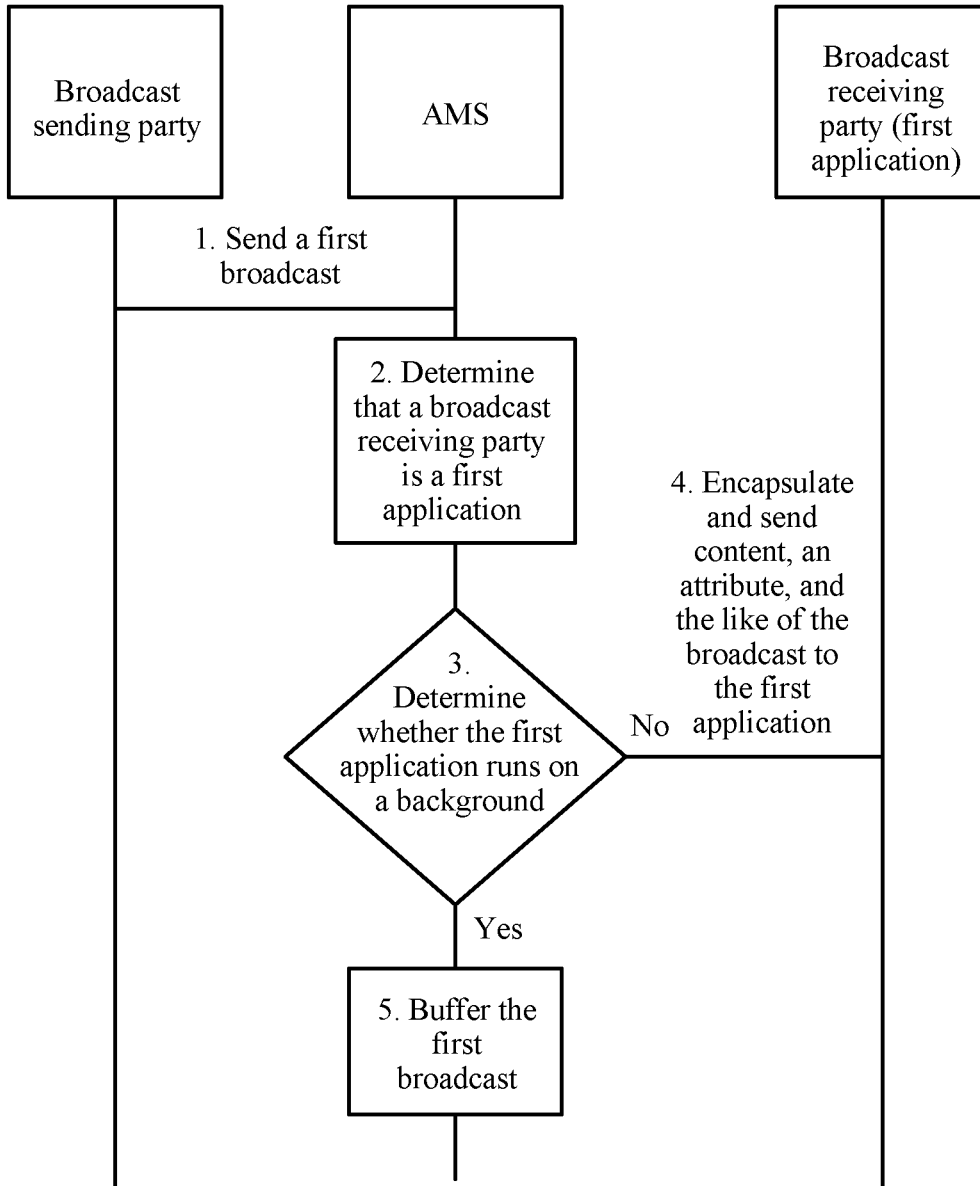 Broadcast
sending party
AMS
Broadcast
receiving
party (first
application)
1. Send a first
broadcast
2. Determine
that a broadcast
receiving party
is a first
application
4. Encapsulate
and send
content, an
attribute, and
the like of the
broadcast to
the first
application
3.
Determine
whether the first
application runs on
a background
No
Yes
5. Buffer the
first
broadcast